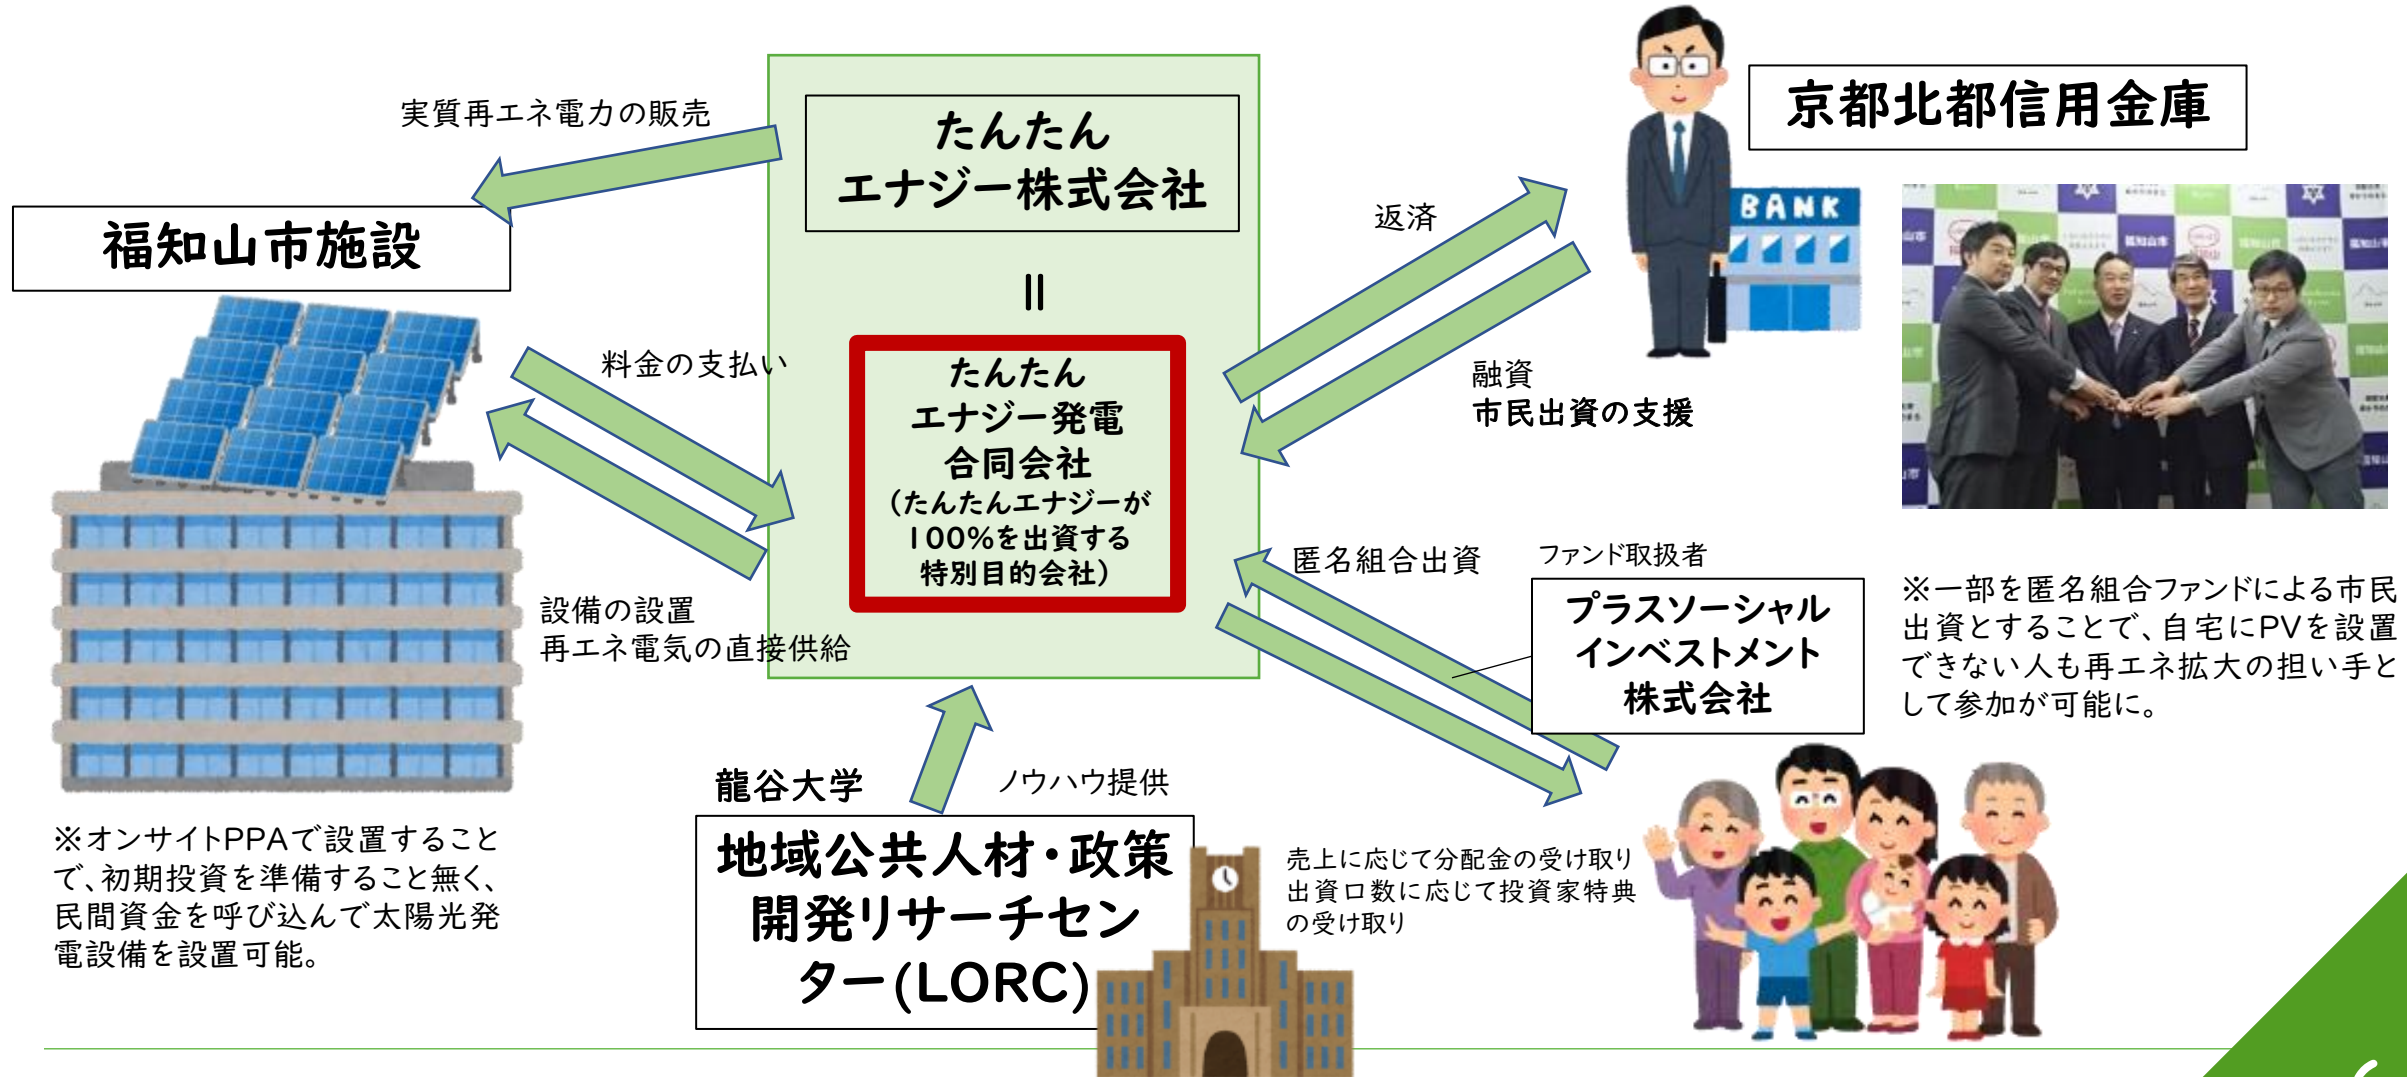 実質再エネ電力の販売
福知山市施設
たんたん
エナジー株式会社
=
料金の支払い
たんたん
エナジー発電
合同会社
(たんたんエナジーが
100%を出資する
特別目的会社)
設備の設置
再エネ電気の直接供給
※オンサイトPPAで設置すること
で、初期投資を準備すること無く、
民間資金を呼び込んで太陽光発
電設備を設置可能。
京都北都信用金庫
BANK
返済
融資
市民出資の支援
福知山市
匿名組合出資
ファンド取扱者
プラスソーシャル
インベストメント
株式会社
※一部を匿名組合ファンドによる市民
出資とすることで、自宅にPVを設置
できない人も再エネ拡大の担い手と
して参加が可能に。
龍谷大学
ノウハウ提供
地域公共人材・政策
開発リサーチセン
ター(LORC)
売上に応じて分配金の受け取り
出資口数に応じて投資家特典
の受け取り